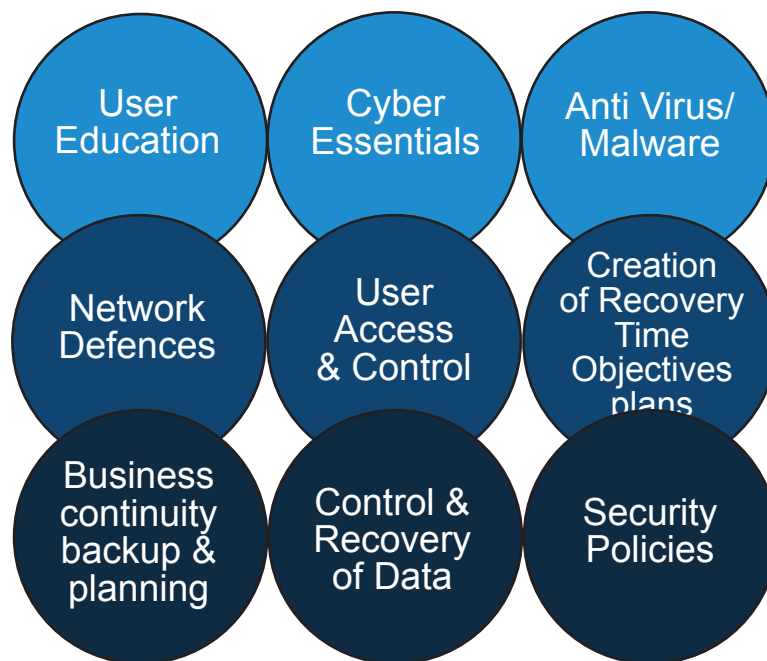 User
Education
Cyber
Essentials
Anti Virus/
Malware
Network
Defences
User
Access
& Control
Creation
of Recovery
Time
Objectives
plans
Business
continuity
backup &
planning
Control &
Recovery
of Data
Security
Policies